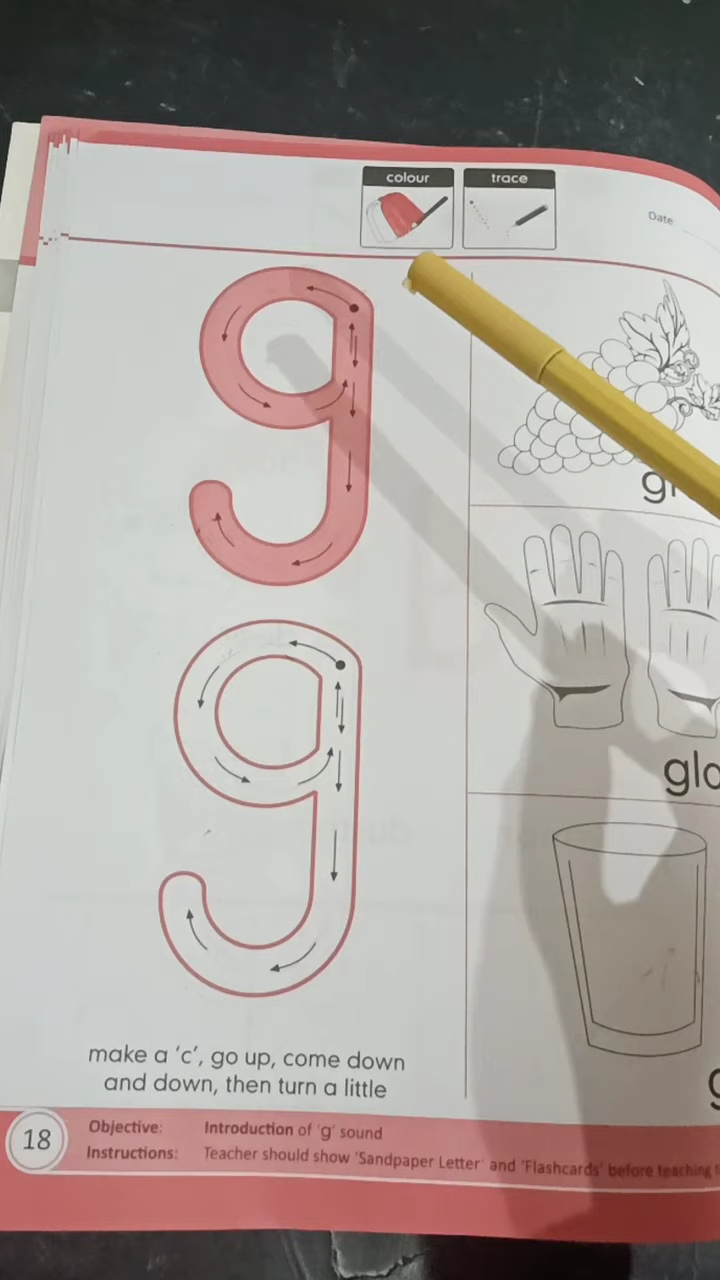 colour
trace
Date:
g
g
make a 'c', go up, come down
and down, then turn a little
18
Objective: Introduction of 'g' sound
Instructions: Teacher should show 'Sandpaper Letter' and 'Flashcards' before teaching